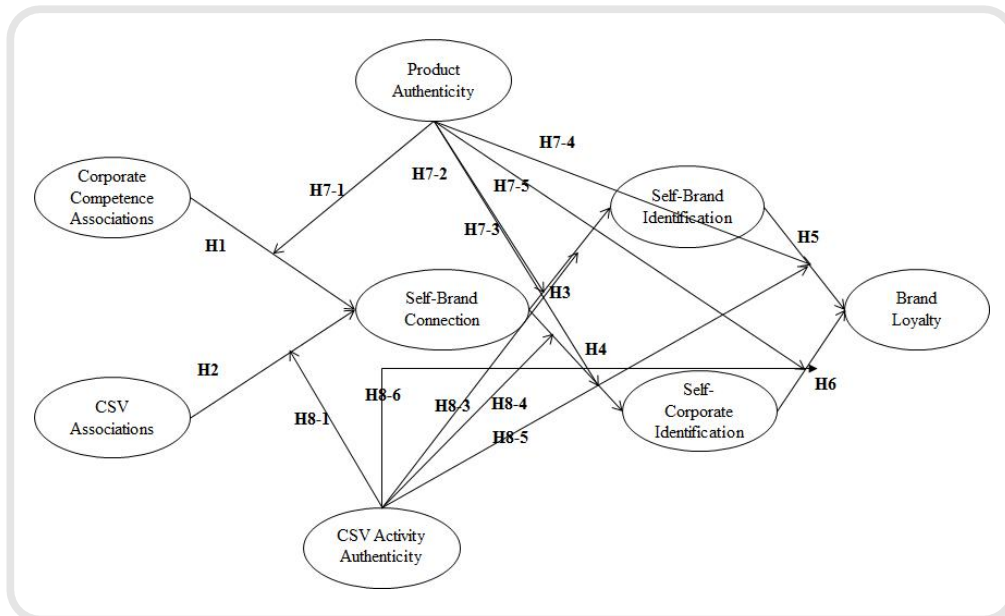 Product
Authenticity
H7-4
H7-2
H7-5
H7-1
Corporate
Competence
Associations
Self-Brand
Identification
H7-3
H5
H1
H3
Self-Brand
Connection
Brand
Loyalty
H4
H2
H6
H8-6
H8-3
H8-4
Self-
Corporate
Identification
CSV
Associations
H8-1
H8-5
CSV Activity
Authenticity